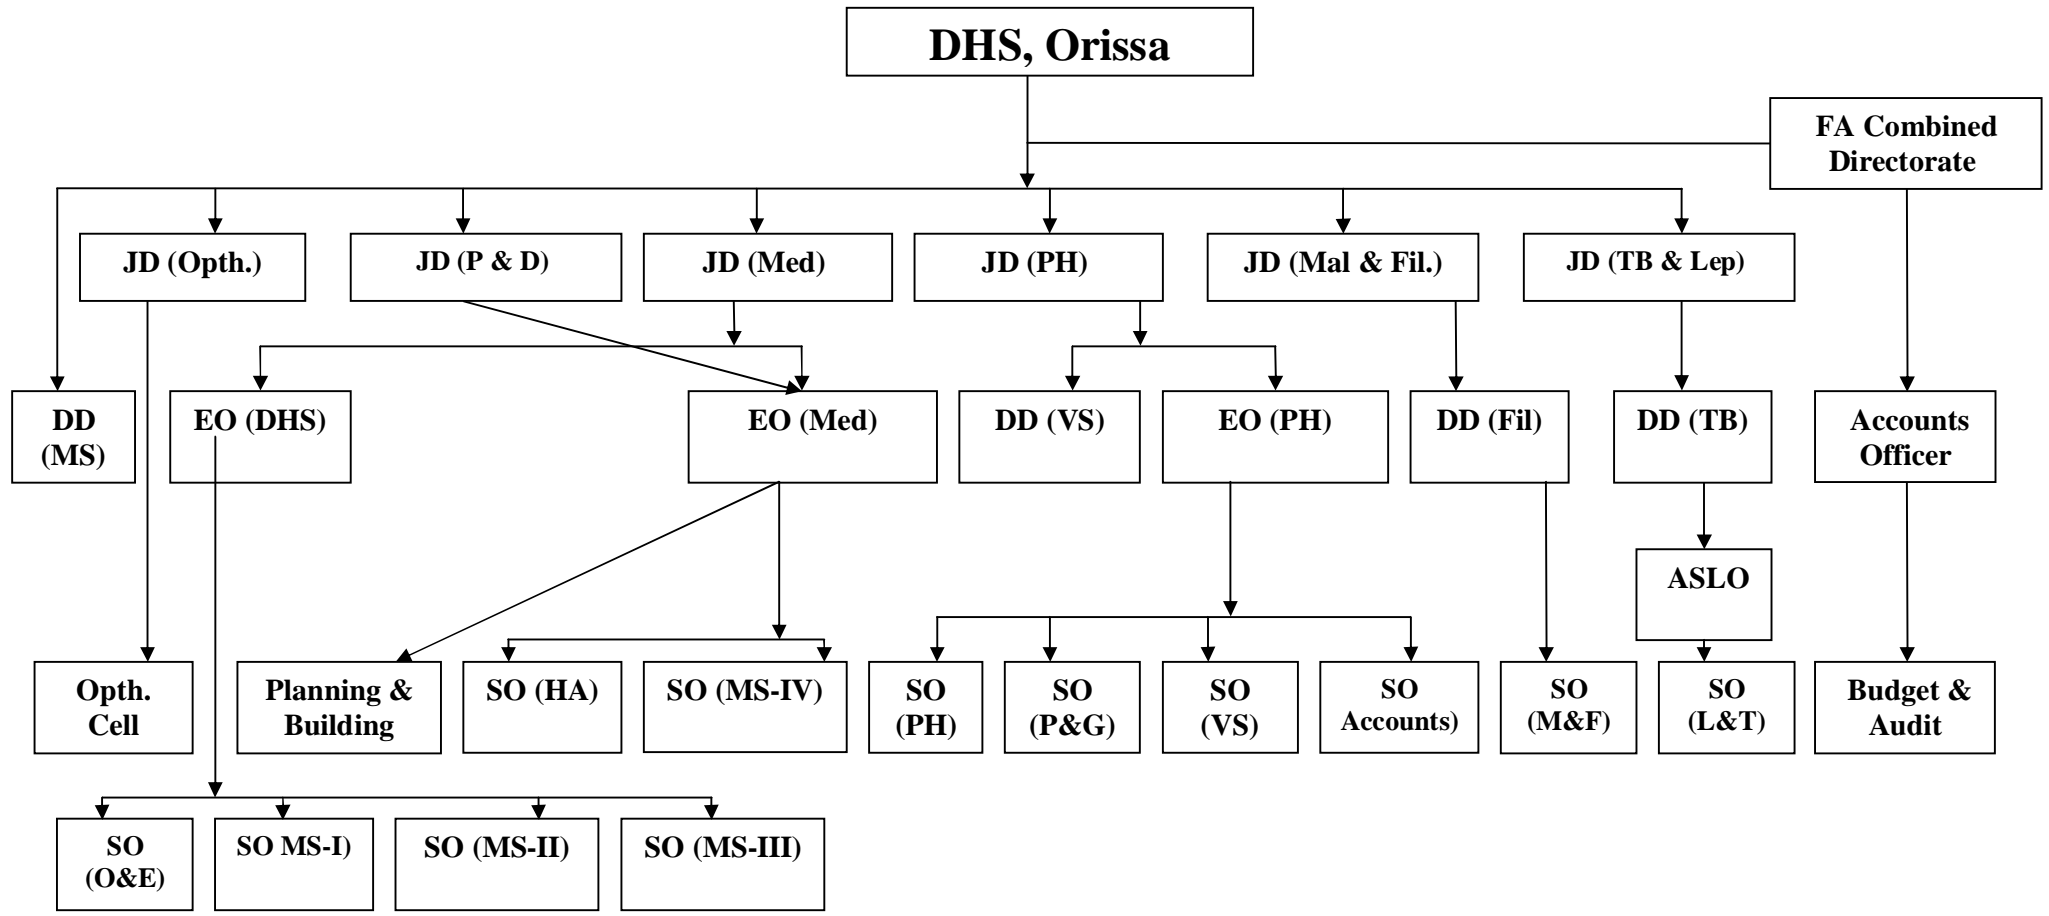 DHS, Orissa
FA Combined
Directorate
JD (Opth.)
JD (P & D)
JD (Med)
JD (PH)
JD (Mal & Fil.)
JD (TB & Lep)
DD
(MS)
EO (DHS)
EO (Med)
DD (VS)
EO (PH)
DD (Fil)
DD (TB)
Accounts
Officer
ASLO
Opth.
Cell
Planning &
Building
SO (HA)
SO (MS-IV)
SO
(PH)
SO
(P&G)
SO
(VS)
SO
Accounts)
SO
(M&F)
SO
(L&T)
Budget &
Audit
SO
(O&E)
SO MS-I)
SO (MS-II)
SO (MS-III)